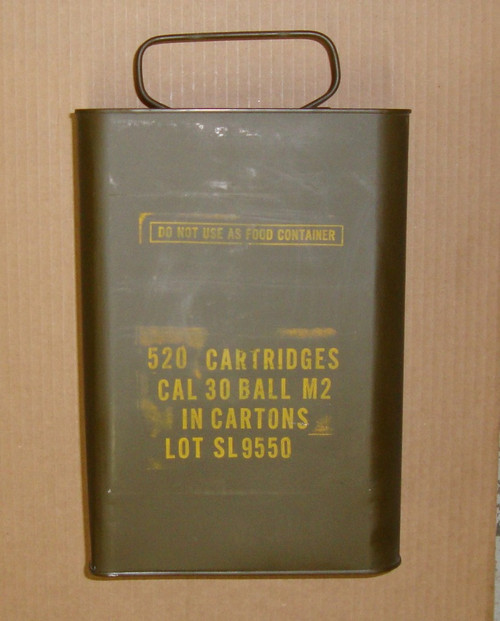 DO NOT USE AS FOOD CONTAINER
520 CARTRIDGES
CAL 30 BALL M2
IN CARTONS
LOT SL9550